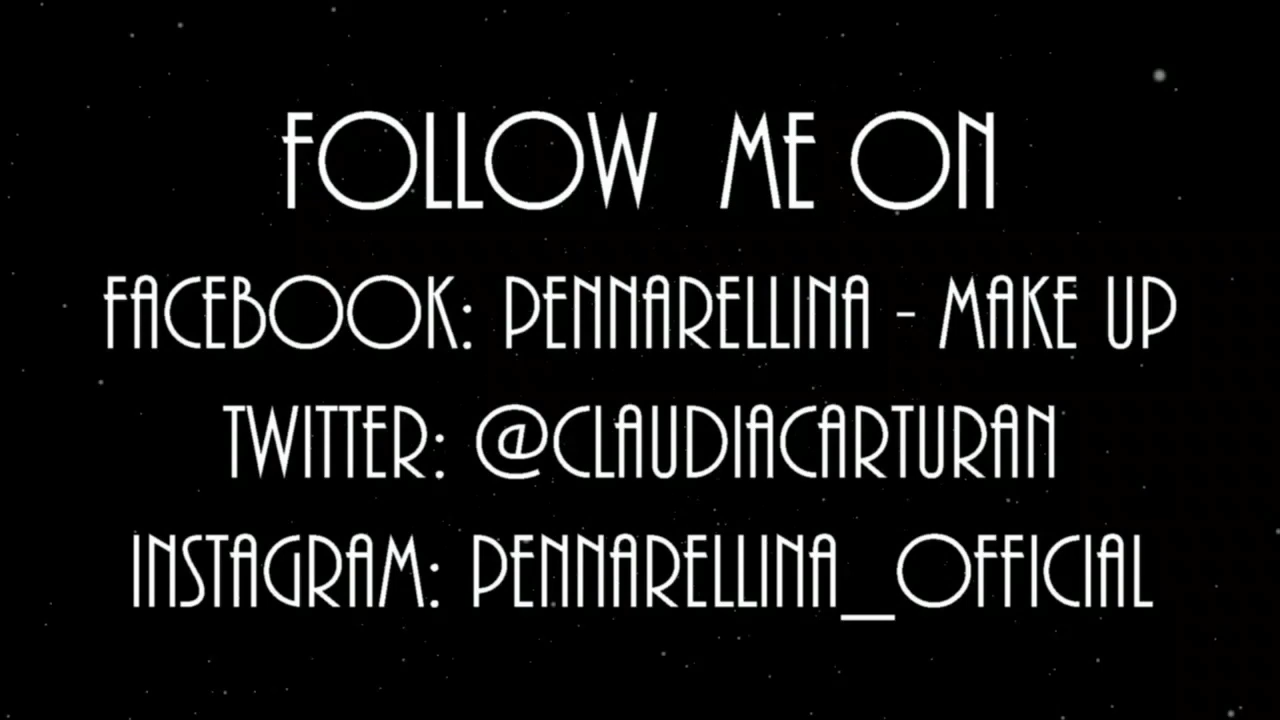 FOLLOW ME ON
FACEBOOK: PENNARELLINA - MAKE UP
TWITTER: @CLAUDIACARTURAN
INSTAGRAM: PENNARELLINA_OFFICIAL